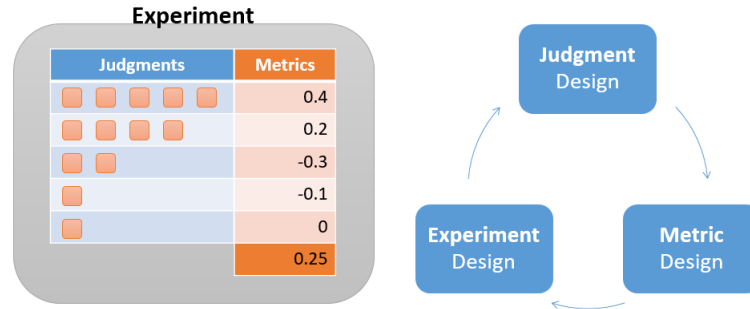 Experiment
Judgments Metrics
0.4
0.2
-0.3
-0.1
0
0.25
Judgment
Design
Experiment
Design
Metric
Design